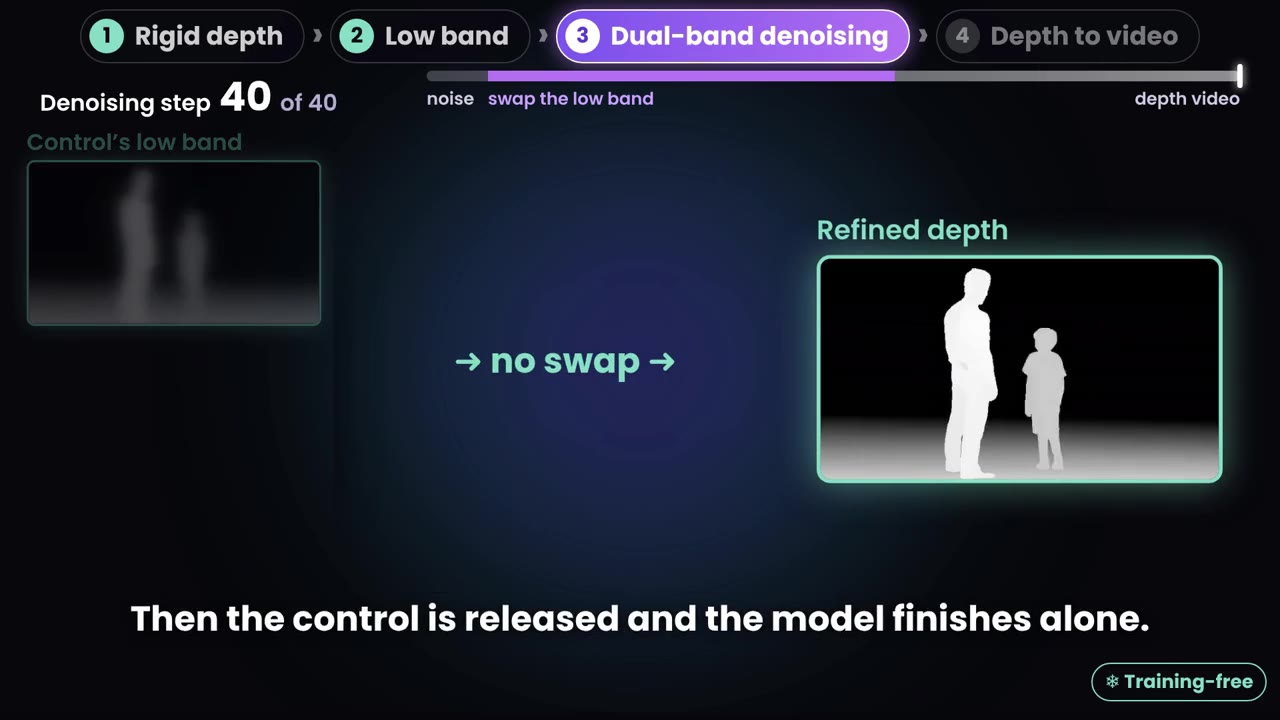 1 Rigid depth › 2 Low band › 3 Dual-band denoising › 4 Depth to video
Denoising step 40 of 40
noise swap the low band depth video
Control’s low band
Refined depth
→ no swap →
Then the control is released and the model finishes alone.
❄ Training-free